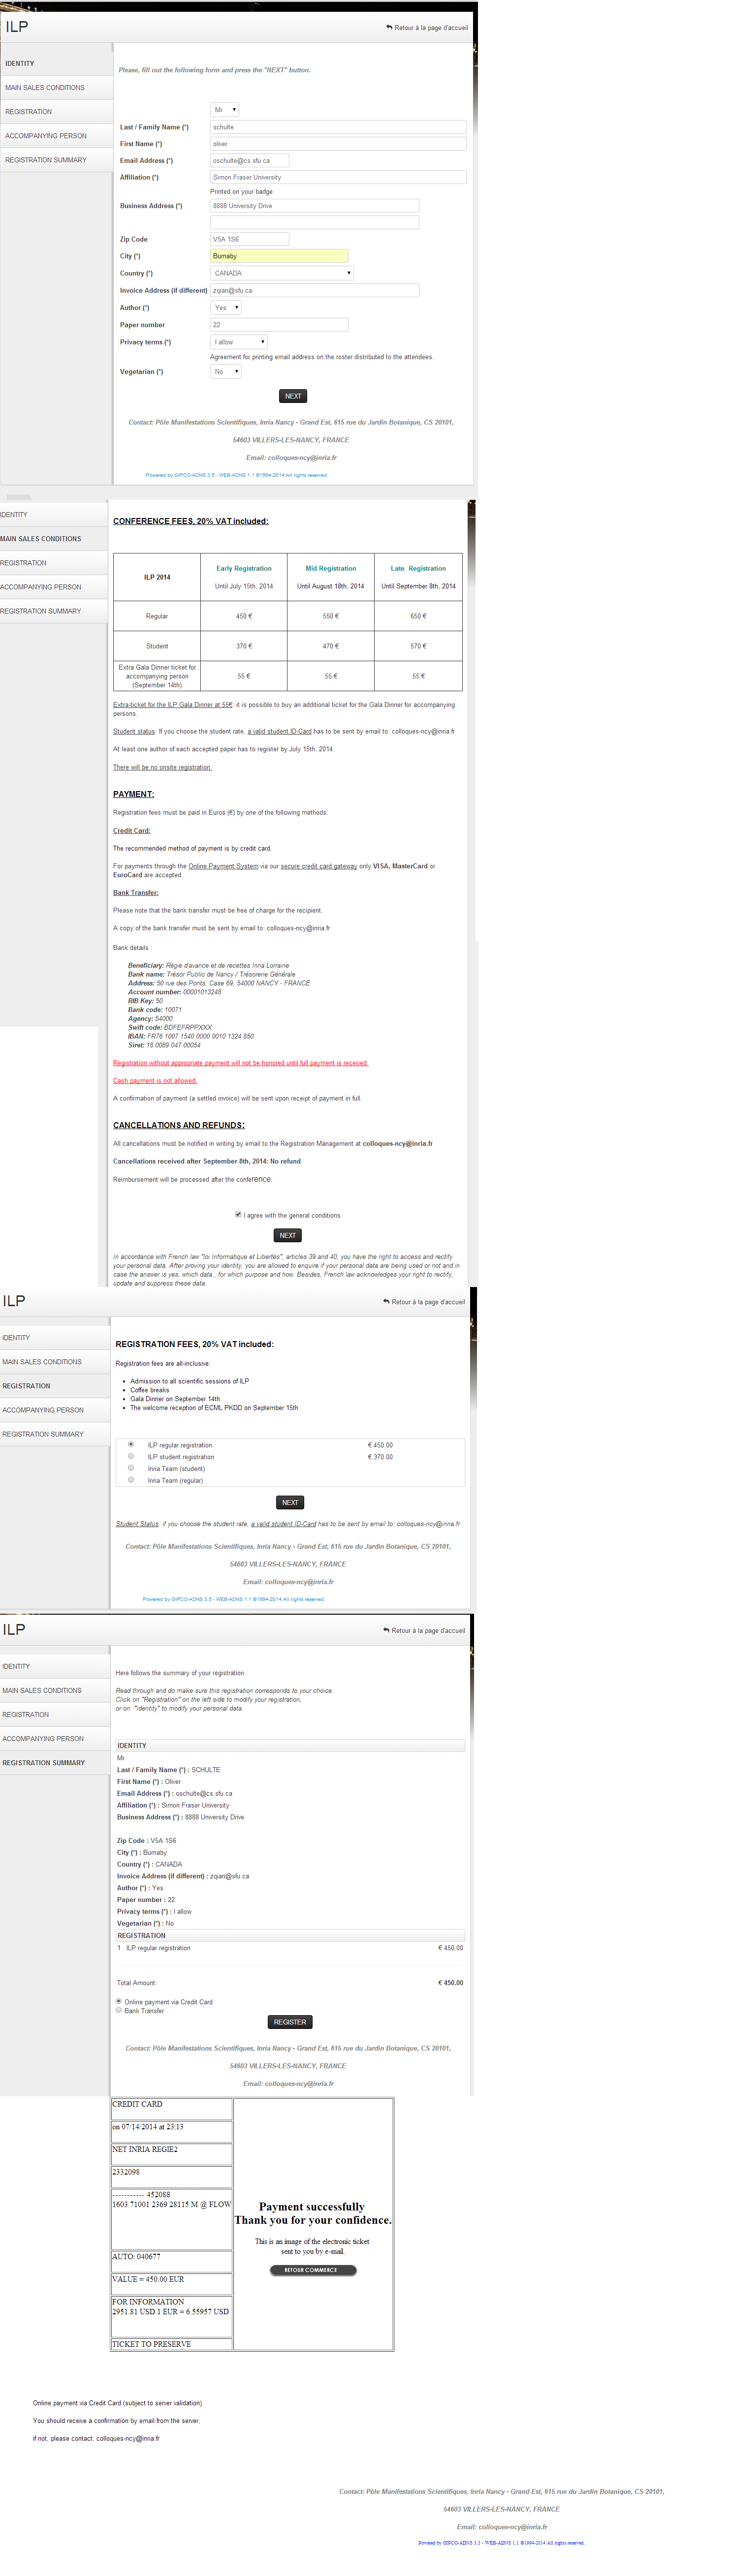 ILP
Retour à la page d'accueil
IDENTITY
MAIN SALES CONDITIONS
REGISTRATION
ACCOMPANYING PERSON
REGISTRATION SUMMARY
Please, fill out the following form and press the "NEXT" button.
Mr
Last / Family Name (*) schulte
First Name (*) oliver
Email Address (*) oschulte@cs.sfu.ca
Affiliation (*) Simon Fraser University
Printed on your badge
Business Address (*) 8888 University Drive
Zip Code V5A 1S6
City (*) Burnaby
Country (*) CANADA
Invoice Address (if different) zqian@sfu.ca
Author (*) Yes
Paper number 22
Privacy terms (*) I allow
Agreement for printing email address on the roster distributed to the attendees.
Vegetarian (*) No
NEXT
Contact: Pôle Manifestations Scientifiques, Inria Nancy - Grand Est, 615 rue du Jardin Botanique, CS 20101,
54603 VILLERS-LES-NANCY, FRANCE
Email: colloques-ncy@inria.fr
Powered by GIPCO-ADNS 3.5 - WEB-ADNS 1.1 ©1994-2014 All rights reserved.
IDENTITY
MAIN SALES CONDITIONS
REGISTRATION
ACCOMPANYING PERSON
REGISTRATION SUMMARY
CONFERENCE FEES, 20% VAT included:
ILP 2014 Early Registration Mid Registration Late Registration
Until July 15th, 2014 Until August 18th, 2014 Until September 8th, 2014
Regular 450 € 550 € 650 €
Student 370 € 470 € 570 €
Extra Gala Dinner ticket for accompanying person (September 14th) 55 € 55 € 55 €
Extra-ticket for the ILP Gala Dinner at 55€: it is possible to buy an additional ticket for the Gala Dinner for accompanying
persons.
Student status: If you choose the student rate, a valid student ID-Card has to be sent by email to: colloques-ncy@inria.fr
At least one author of each accepted paper has to register by July 15th, 2014.
There will be no onsite registration.
PAYMENT:
Registration fees must be paid in Euros (€) by one of the following methods:
Credit Card:
The recommended method of payment is by credit card.
For payments through the Online Payment System via our secure credit card gateway only VISA, MasterCard or
EuroCard are accepted.
Bank Transfer:
Please note that the bank transfer must be free of charge for the recipient.
A copy of the bank transfer must be sent by email to: colloques-ncy@inria.fr
Bank details :
Beneficiary: Régie d'avance et de recettes Inria Lorraine
Bank name: Trésor Public de Nancy / Trésorerie Générale
Address: 50 rue des Ponts, Case 69, 54000 NANCY - FRANCE
Account number: 00001013248
RIB Key: 50
Bank code: 10071
Agency: 54000
Swift code: BDFEFRPPXXX
IBAN: FR76 1007 1540 0000 0010 1324 850
Siret: 18 0089 047 00054
Registration without appropriate payment will not be honored until full payment is received.
Cash payment is not allowed.
A confirmation of payment (a settled invoice) will be sent upon receipt of payment in full.
CANCELLATIONS AND REFUNDS:
All cancellations must be notified in writing by email to the Registration Management at colloques-ncy@inria.fr
Cancellations received after September 8th, 2014: No refund
Reimbursement will be processed after the conference.
I agree with the general conditions
NEXT
In accordance with French law "loi Informatique et Libertés", articles 39 and 40, you have the right to access and rectify
your personal data. After proving your identity, you are allowed to enquire if your personal data are being used or not and in
case the answer is yes, which data , for which purpose and how. Besides, French law acknowledges your right to rectify,
update and suppress these data.
ILP
Retour à la page d'accueil
IDENTITY
MAIN SALES CONDITIONS
REGISTRATION
ACCOMPANYING PERSON
REGISTRATION SUMMARY
REGISTRATION FEES, 20% VAT included:
Registration fees are all-inclusive:
Admission to all scientific sessions of ILP
Coffee breaks
Gala Dinner on September 14th
The welcome reception of ECML PKDD on September 15th
ILP regular registration € 450.00
ILP student registration € 370.00
Inria Team (student)
Inria Team (regular)
NEXT
Student Status: if you choose the student rate, a valid student ID-Card has to be sent by email to: colloques-ncy@inria.fr
Contact: Pôle Manifestations Scientifiques, Inria Nancy - Grand Est, 615 rue du Jardin Botanique, CS 20101,
54603 VILLERS-LES-NANCY, FRANCE
Email: colloques-ncy@inria.fr
Powered by GIPCO-ADNS 3.5 - WEB-ADNS 1.1 ©1994-2014 All rights reserved.
ILP
Retour à la page d'accueil
IDENTITY
MAIN SALES CONDITIONS
REGISTRATION
ACCOMPANYING PERSON
REGISTRATION SUMMARY
Here follows the summary of your registration.
Read through and do make sure this registration corresponds to your choice.
Click on "Registration" on the left side to modify your registration,
or on "Identity" to modify your personal data.
IDENTITY
Mr
Last / Family Name (*) : SCHULTE
First Name (*) : Oliver
Email Address (*) : oschulte@cs.sfu.ca
Affiliation (*) : Simon Fraser University
Business Address (*) : 8888 University Drive
Zip Code : V5A 1S6
City (*) : Burnaby
Country (*) : CANADA
Invoice Address (if different) : zqian@sfu.ca
Author (*) : Yes
Paper number : 22
Privacy terms (*) : I allow
Vegetarian (*) : No
REGISTRATION
1 ILP regular registration € 450.00
Total Amount: € 450.00
Online payment via Credit Card
Bank Transfer
REGISTER
Contact: Pôle Manifestations Scientifiques, Inria Nancy - Grand Est, 615 rue du Jardin Botanique, CS 20101,
54603 VILLERS-LES-NANCY, FRANCE
Email: colloques-ncy@inria.fr
CREDIT CARD
on 07/14/2014 at 23:13
NET INRIA REGIE2
2332098
----------- 452088
1603 71001 2369 28115 M @ FLOW
AUTO: 040677
VALUE = 450.00 EUR
FOR INFORMATION
2951.81 USD 1 EUR = 6.55957 USD
TICKET TO PRESERVE
Payment successfully
Thank you for your confidence.
This is an image of the electronic ticket
sent to you by e-mail.
RETOUR COMMERCE
Online payment via Credit Card (subject to server validation)
You should receive a confirmation by email from the server,
if not, please contact: colloques-ncy@inria.fr
Contact: Pôle Manifestations Scientifiques, Inria Nancy - Grand Est, 615 rue du Jardin Botanique, CS 20101,
54603 VILLERS-LES-NANCY, FRANCE
Email: colloques-ncy@inria.fr
Powered by GIPCO-ADNS 3.5 - WEB-ADNS 1.1 ©1994-2014 All rights reserved.